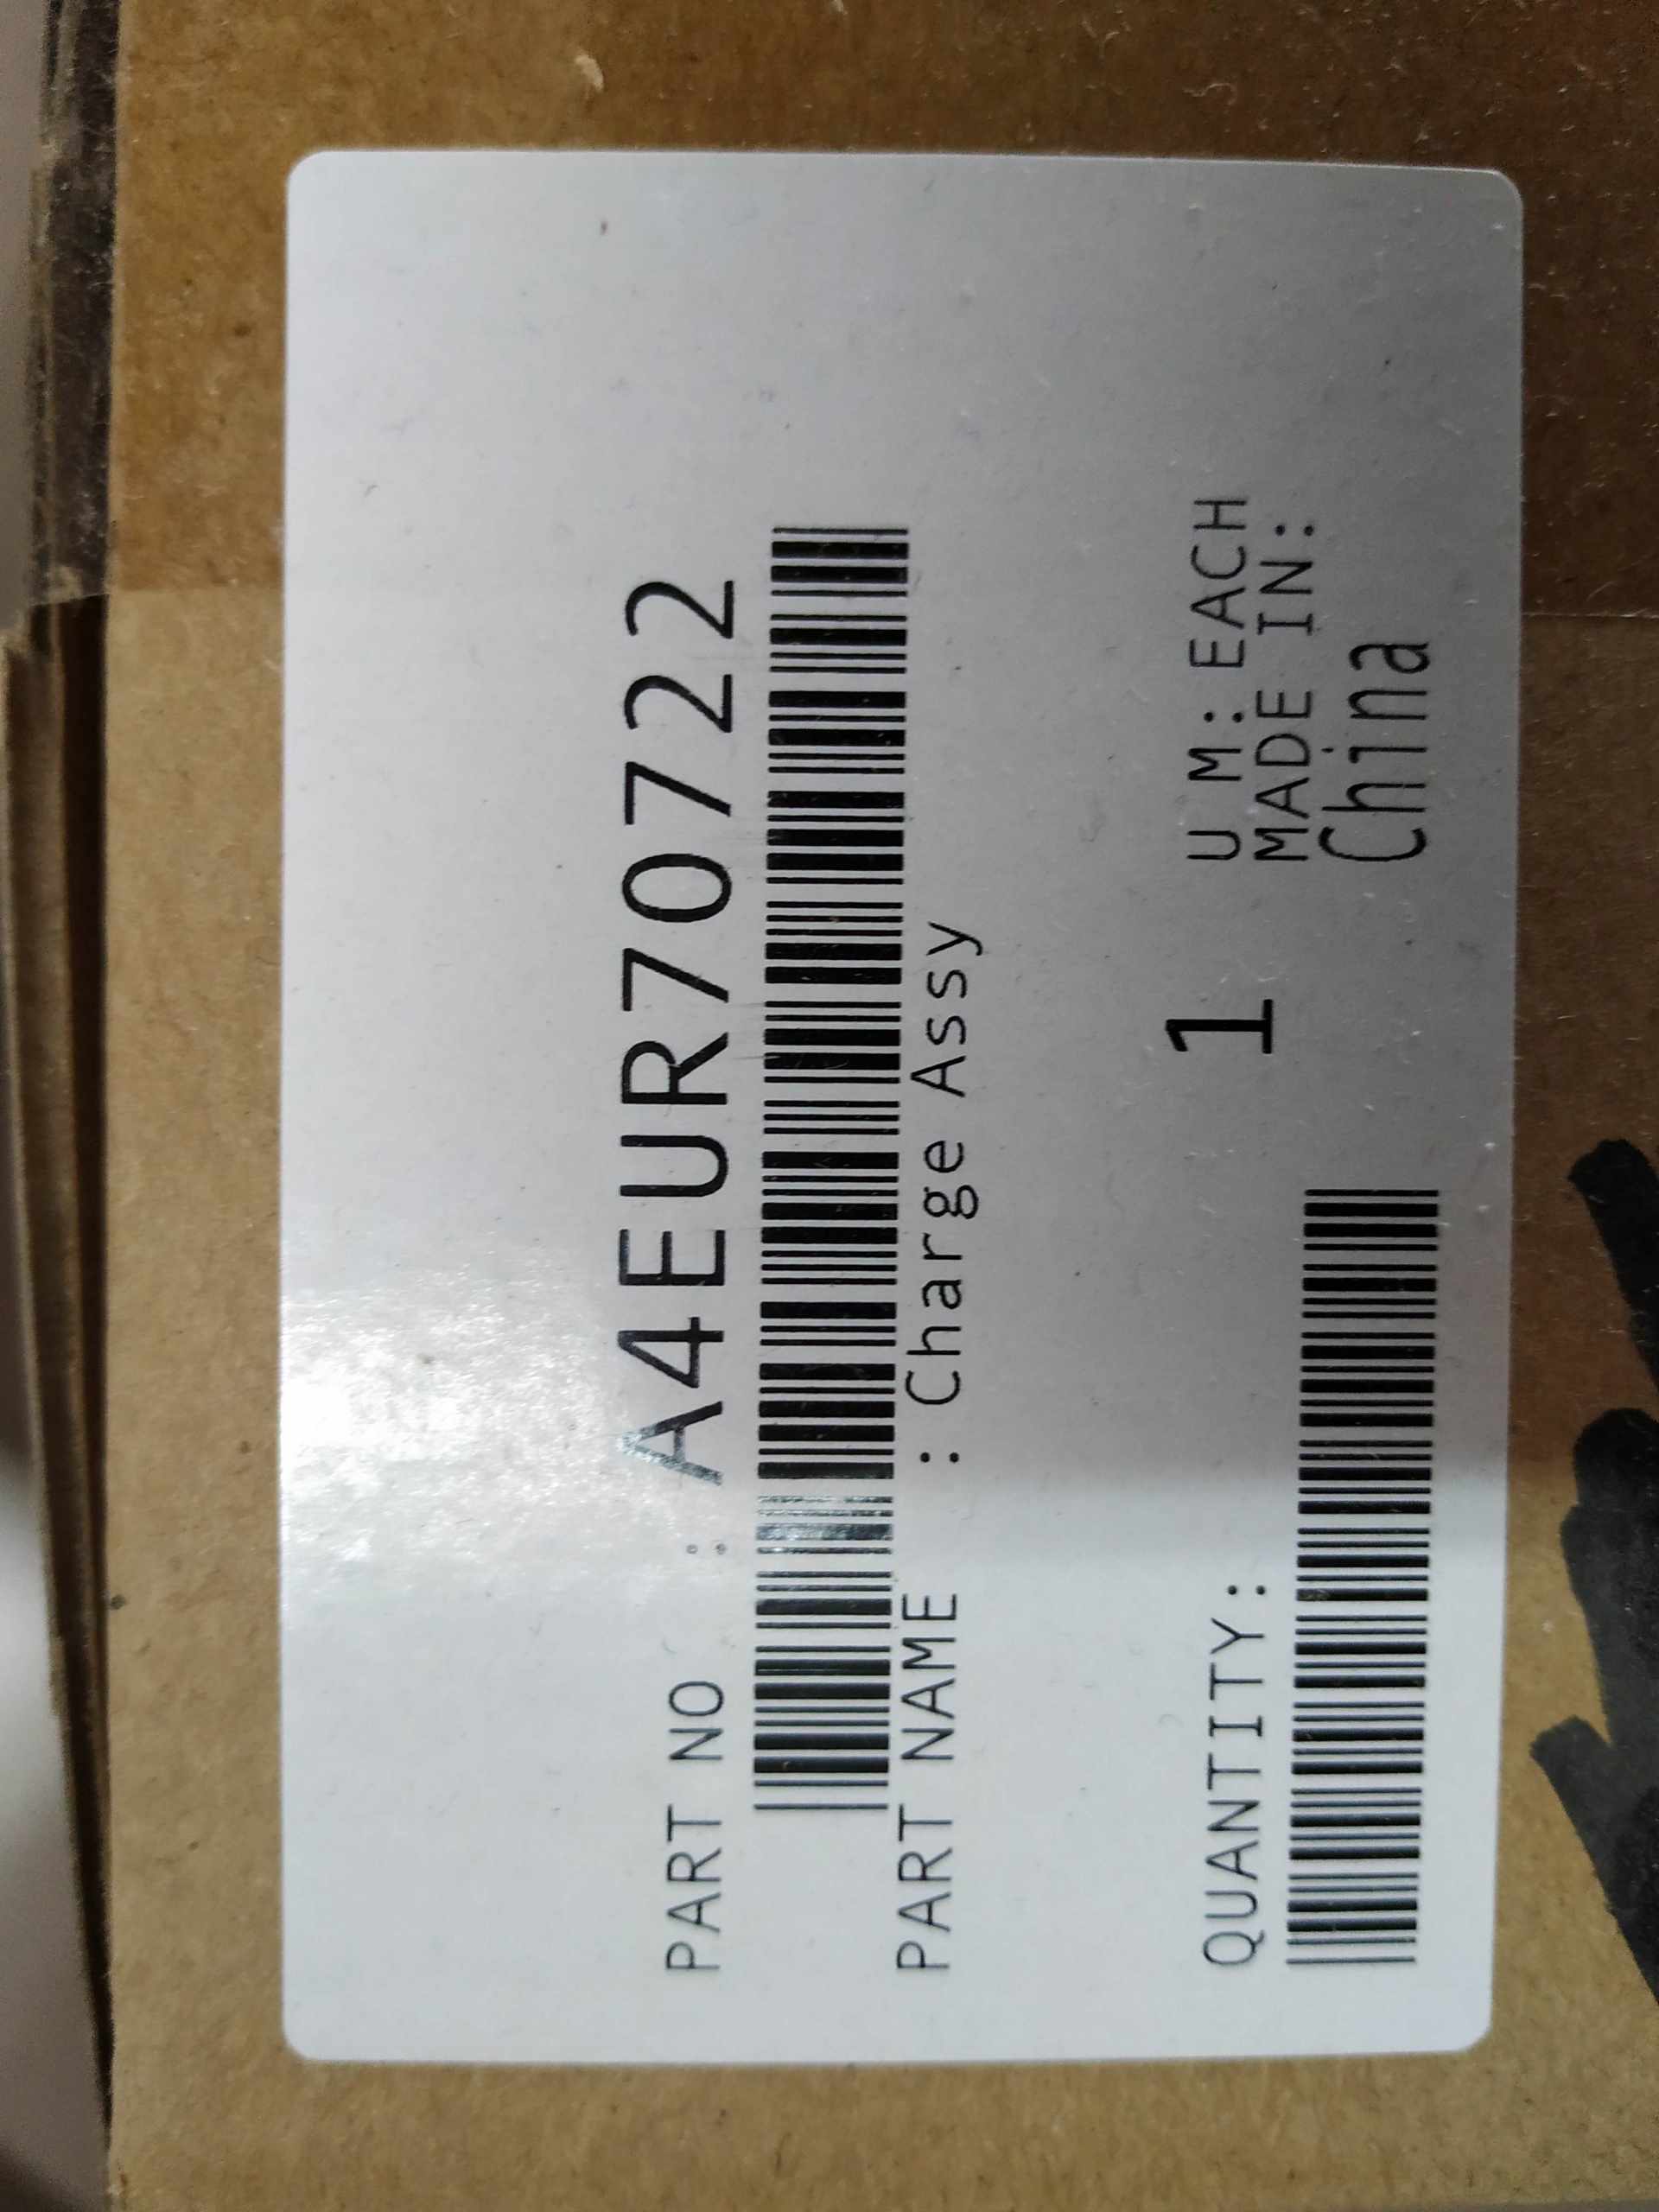 PART NO : A4EUR70722
PART NAME : Charge Assy
QUANTITY: 1 U M: EACH
MADE IN:
China